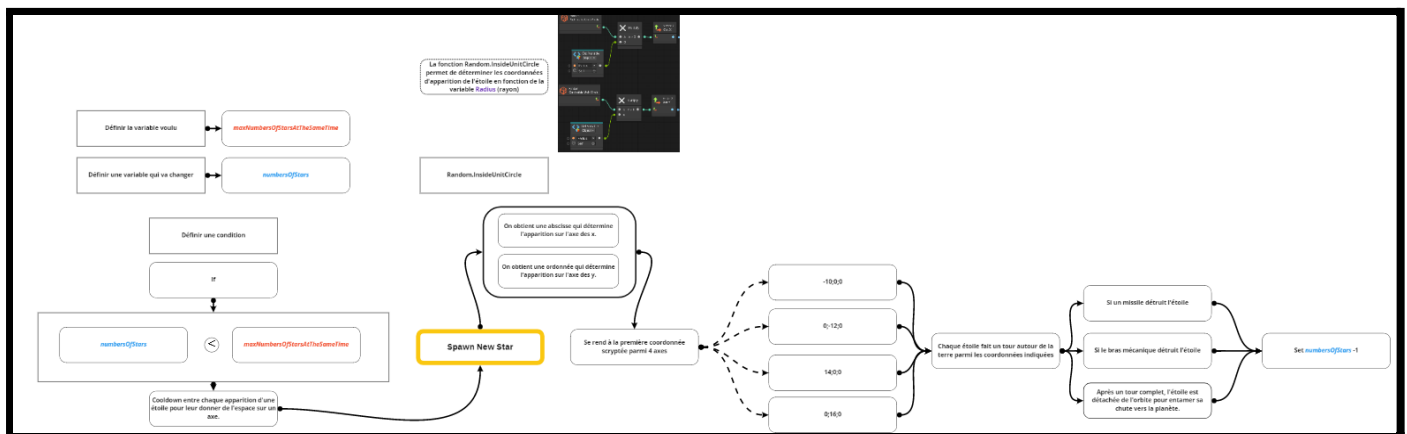 La fonction Random.InsideUnitCircle
permet de déterminer les coordonnées
d'apparition de l'étoile en fonction de la
variable Radius (rayon)
Définir la variable voulu
maxNumbersOfStarsAtTheSameTime
Définir une variable qui va changer
numbersOfStars
Random.InsideUnitCircle
Définir une condition
If
numbersOfStars
<
maxNumbersOfStarsAtTheSameTime
Cooldown entre chaque apparition d'une
étoile pour leur donner de l'espace sur un
axe.
Spawn New Star
On obtient une abscisse qui détermine
l'apparition sur l'axe des x.
On obtient une ordonnée qui détermine
l'apparition sur l'axe des y.
Se rend à la première coordonnée
scryptée parmi 4 axes
-10;0;0
0;-12;0
14;0;0
0;16;0
Chaque étoile fait un tour autour de la
terre parmi les coordonnées indiquées
Si un missile détruit l'étoile
Si le bras mécanique détruit l'étoile
Après un tour complet, l'étoile est
détachée de l'orbite pour entamer sa
chute vers la planète.
Set numbersOfStars -1